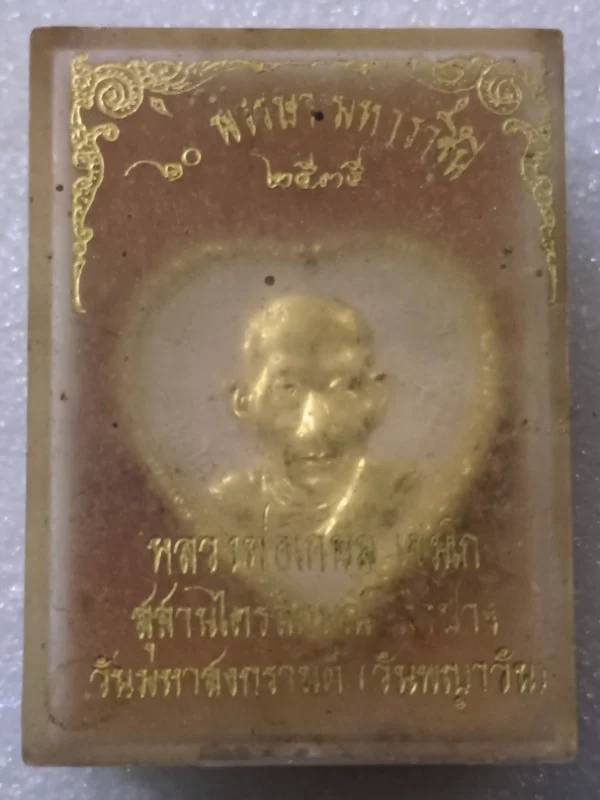 ๖๐ พรรษา มหาราชินี
๒๕๓๕
หลวงพ่อเกษม เขมโก
สุสานไตรลักษณ์ ลำปาง
วันมหาสงกรานต์ (วันพญาวัน)